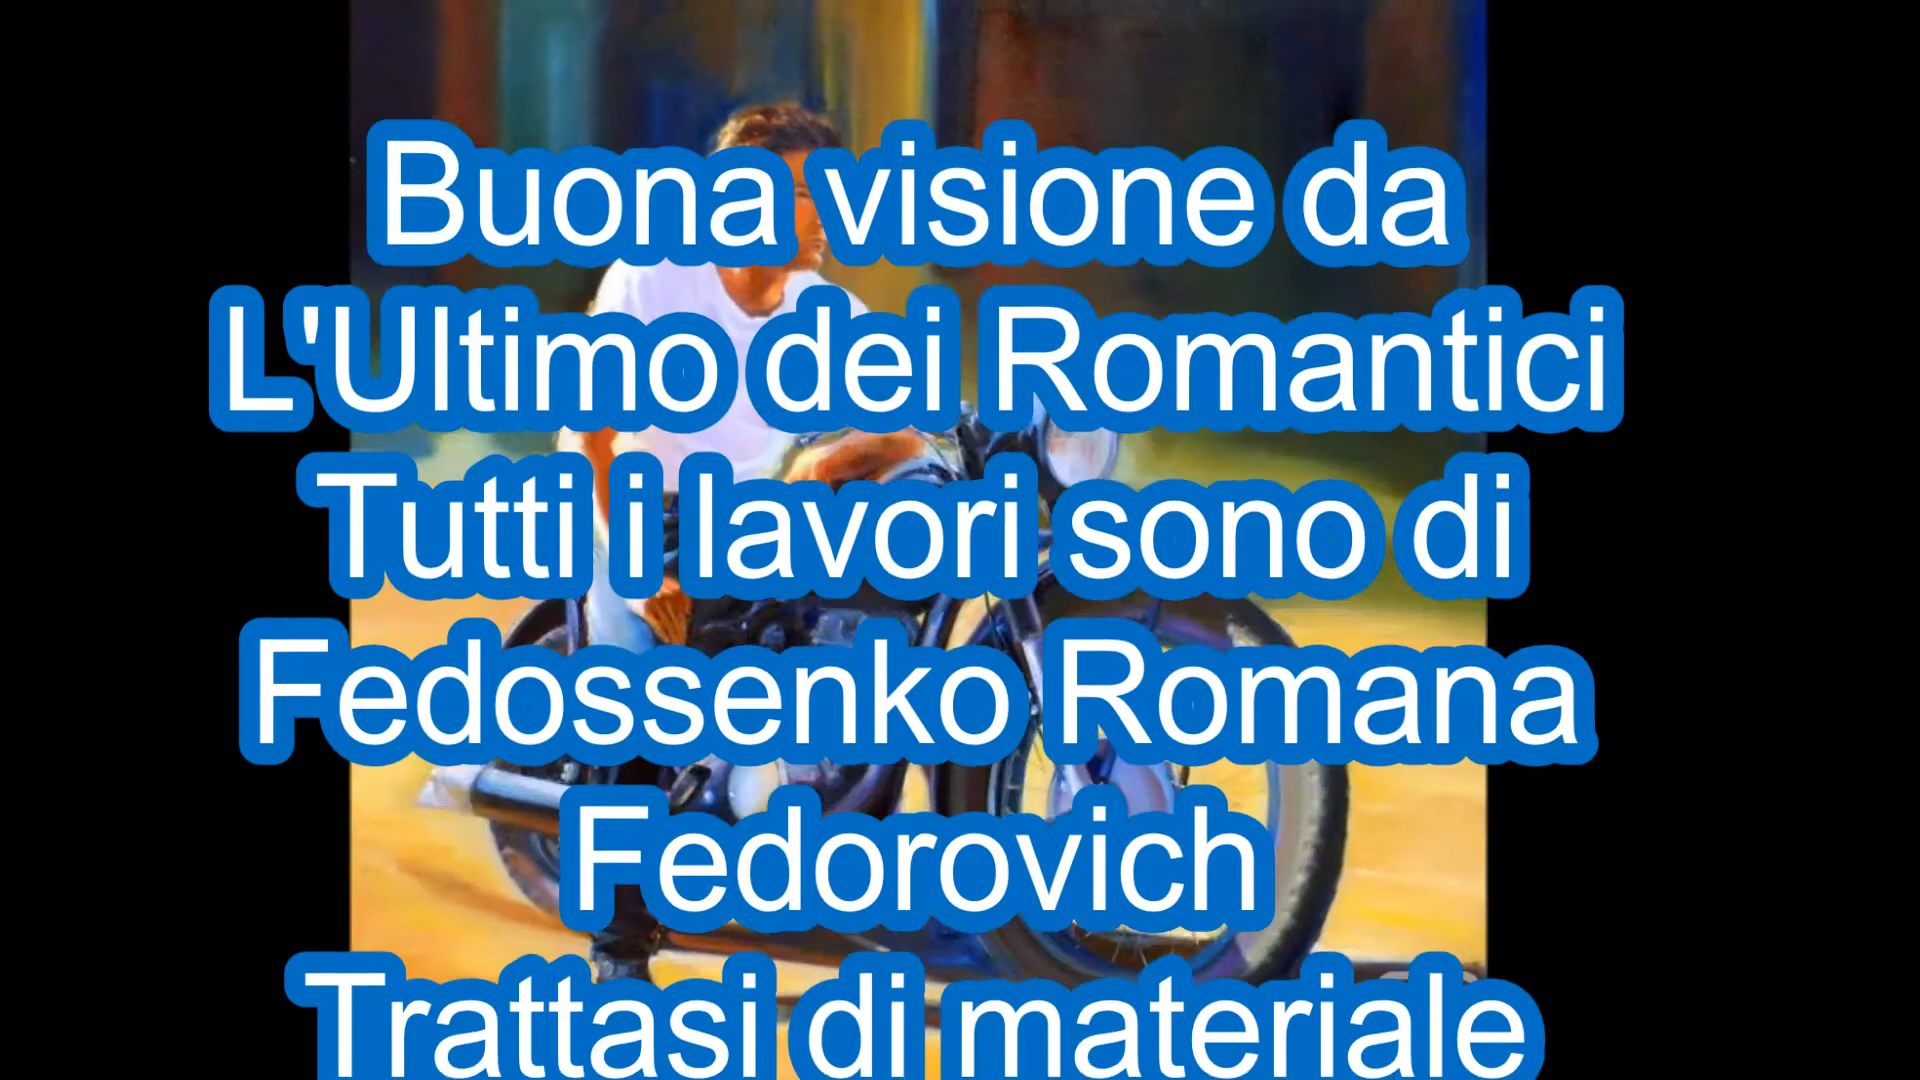 Buona visione da
L'Ultimo dei Romantici
Tutti i lavori sono di
Fedossenko Romana
Fedorovich
Trattasi di materiale